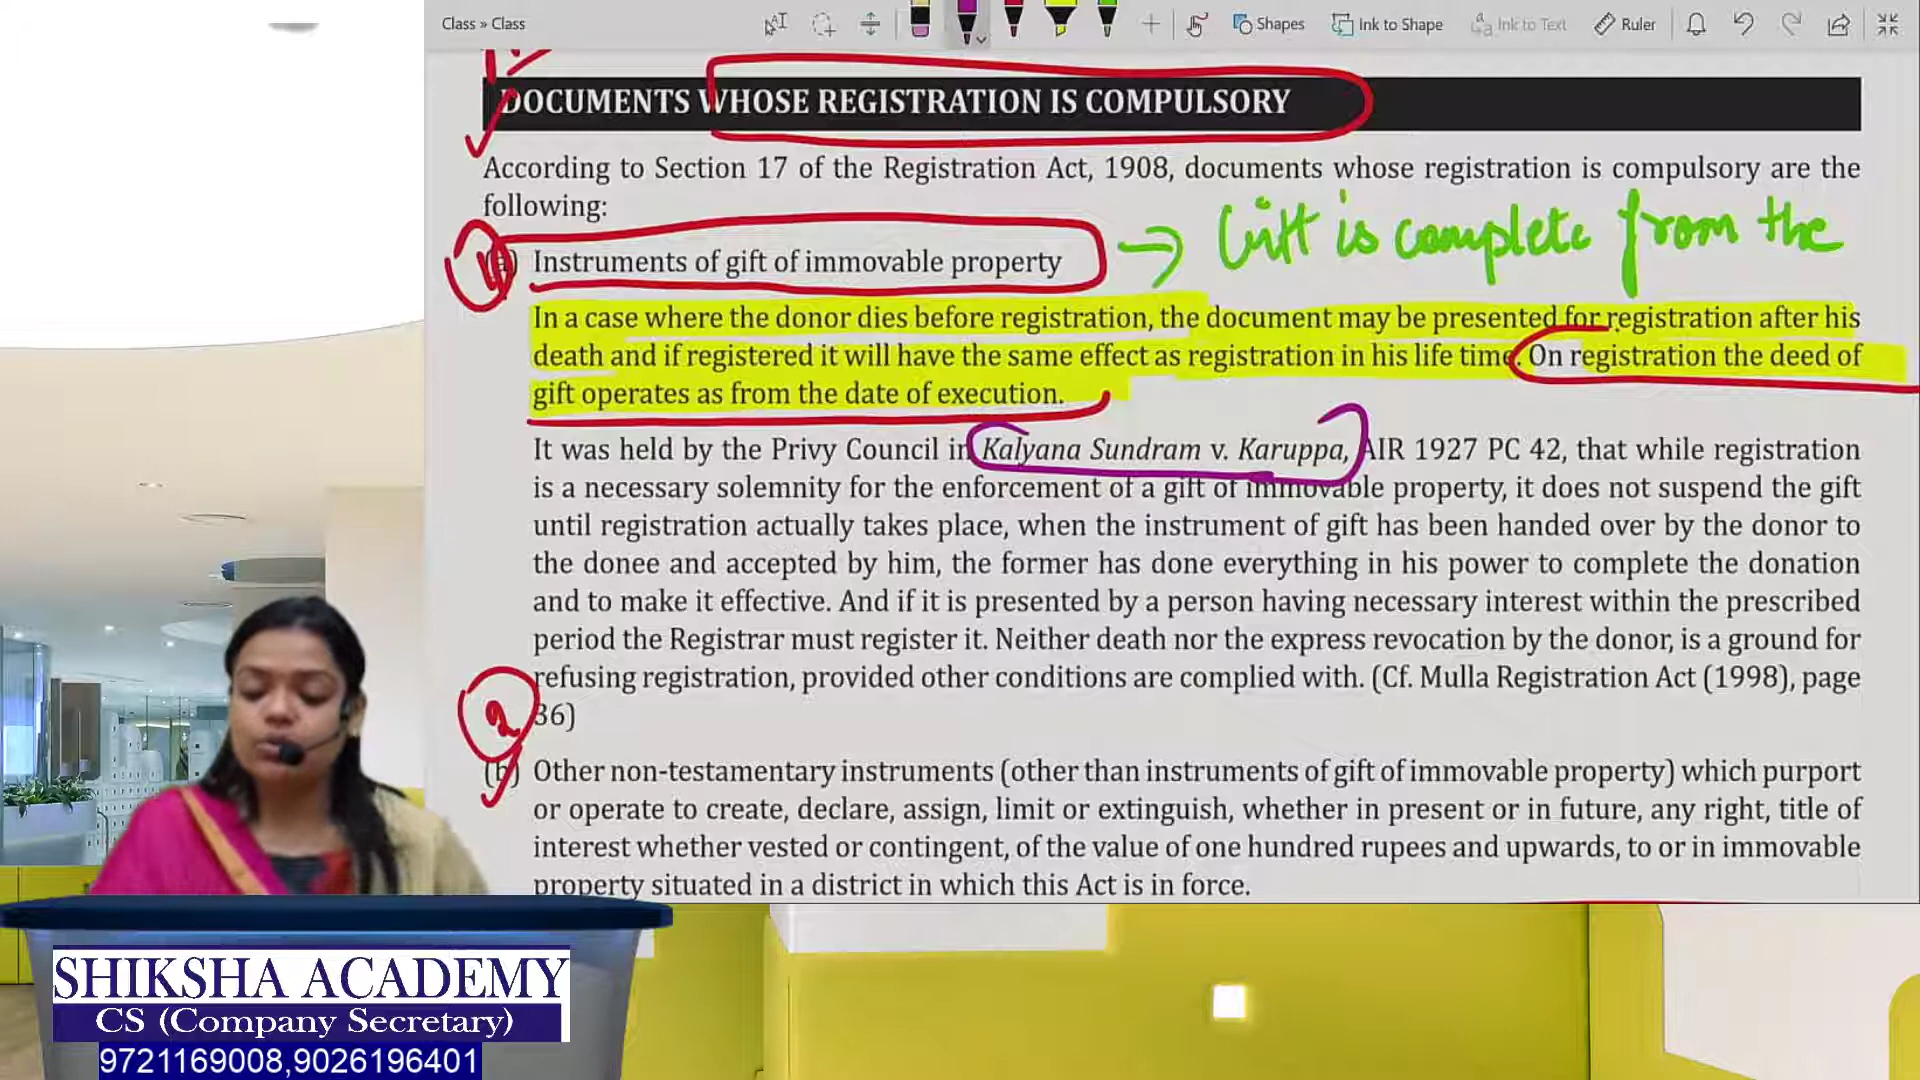 Class » Class
Shapes
Ink to Shape
Ink to Text
Ruler
DOCUMENTS WHOSE REGISTRATION IS COMPULSORY
According to Section 17 of the Registration Act, 1908, documents whose registration is compulsory are the
following:
(a) Instruments of gift of immovable property
Gift is complete from the
In a case where the donor dies before registration, the document may be presented for registration after his
death and if registered it will have the same effect as registration in his life time. On registration the deed of
gift operates as from the date of execution.
It was held by the Privy Council in Kalyana Sundram v. Karuppa, AIR 1927 PC 42, that while registration
is a necessary solemnity for the enforcement of a gift of immovable property, it does not suspend the gift
until registration actually takes place, when the instrument of gift has been handed over by the donor to
the donee and accepted by him, the former has done everything in his power to complete the donation
and to make it effective. And if it is presented by a person having necessary interest within the prescribed
period the Registrar must register it. Neither death nor the express revocation by the donor, is a ground for
refusing registration, provided other conditions are complied with. (Cf. Mulla Registration Act (1998), page
36)
2
(b) Other non-testamentary instruments (other than instruments of gift of immovable property) which purport
or operate to create, declare, assign, limit or extinguish, whether in present or in future, any right, title of
interest whether vested or contingent, of the value of one hundred rupees and upwards, to or in immovable
property situated in a district in which this Act is in force.
SHIKSHA ACADEMY
CS (Company Secretary)
9721169008,9026196401